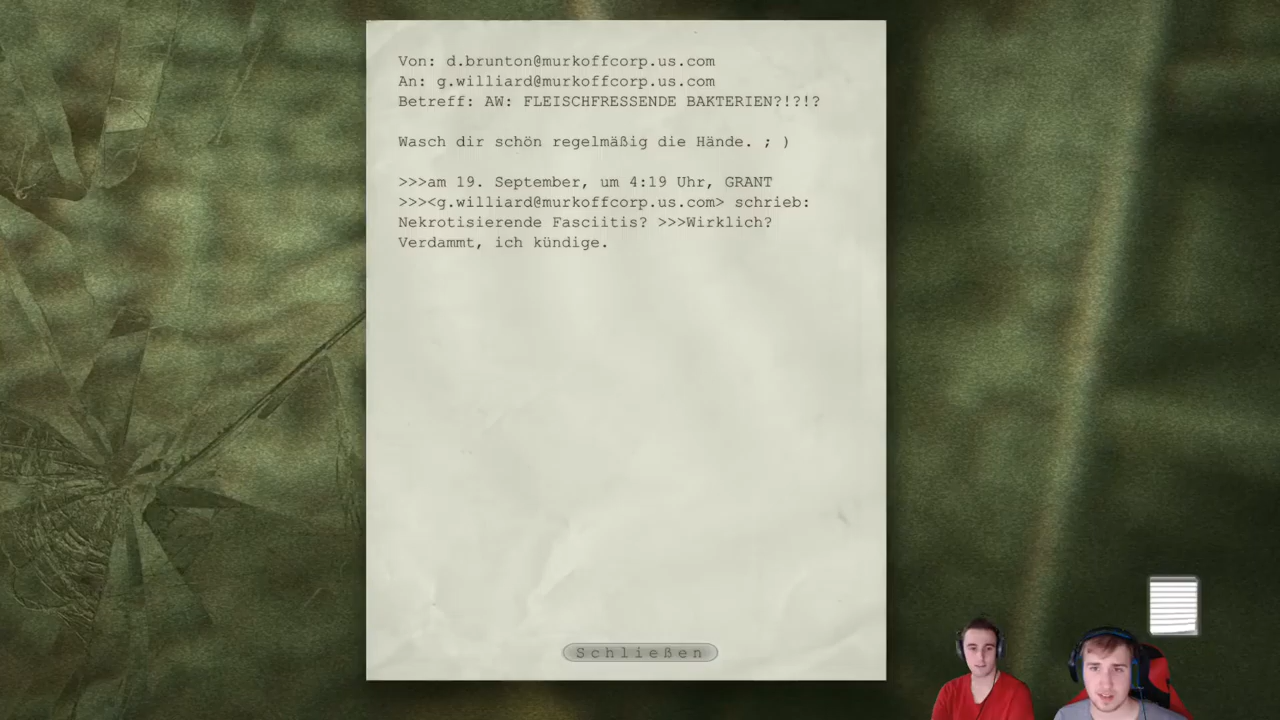 Von: d.brunton@murkoffcorp.us.com
An: g.williard@murkoffcorp.us.com
Betreff: AW: FLEISCHFRESSENDE BAKTERIEN?!?!?
Wasch dir schön regelmäßig die Hände. ; )
>>>am 19. September, um 4:19 Uhr, GRANT
>>><g.williard@murkoffcorp.us.com> schrieb:
Nekrotisierende Fasciitis? >>>Wirklich?
Verdammt, ich kündige.
Schließen